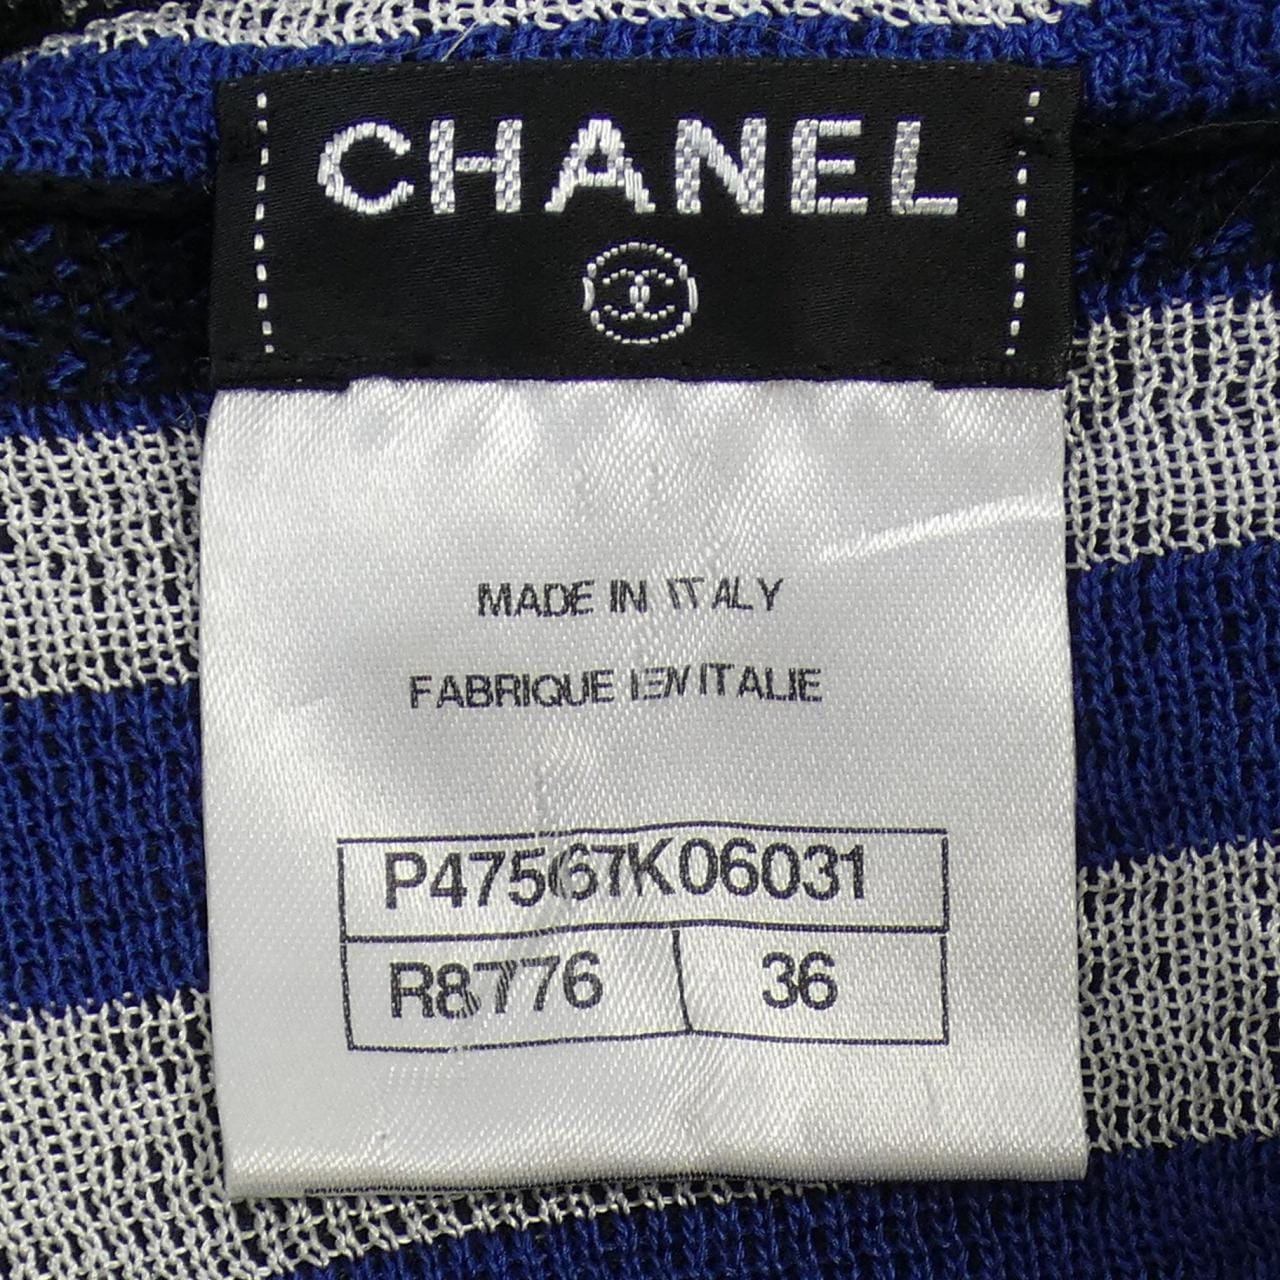 CHANEL
MADE IN ITALY
FABRIQUE EN ITALIE
P47567K06031
R8776 36